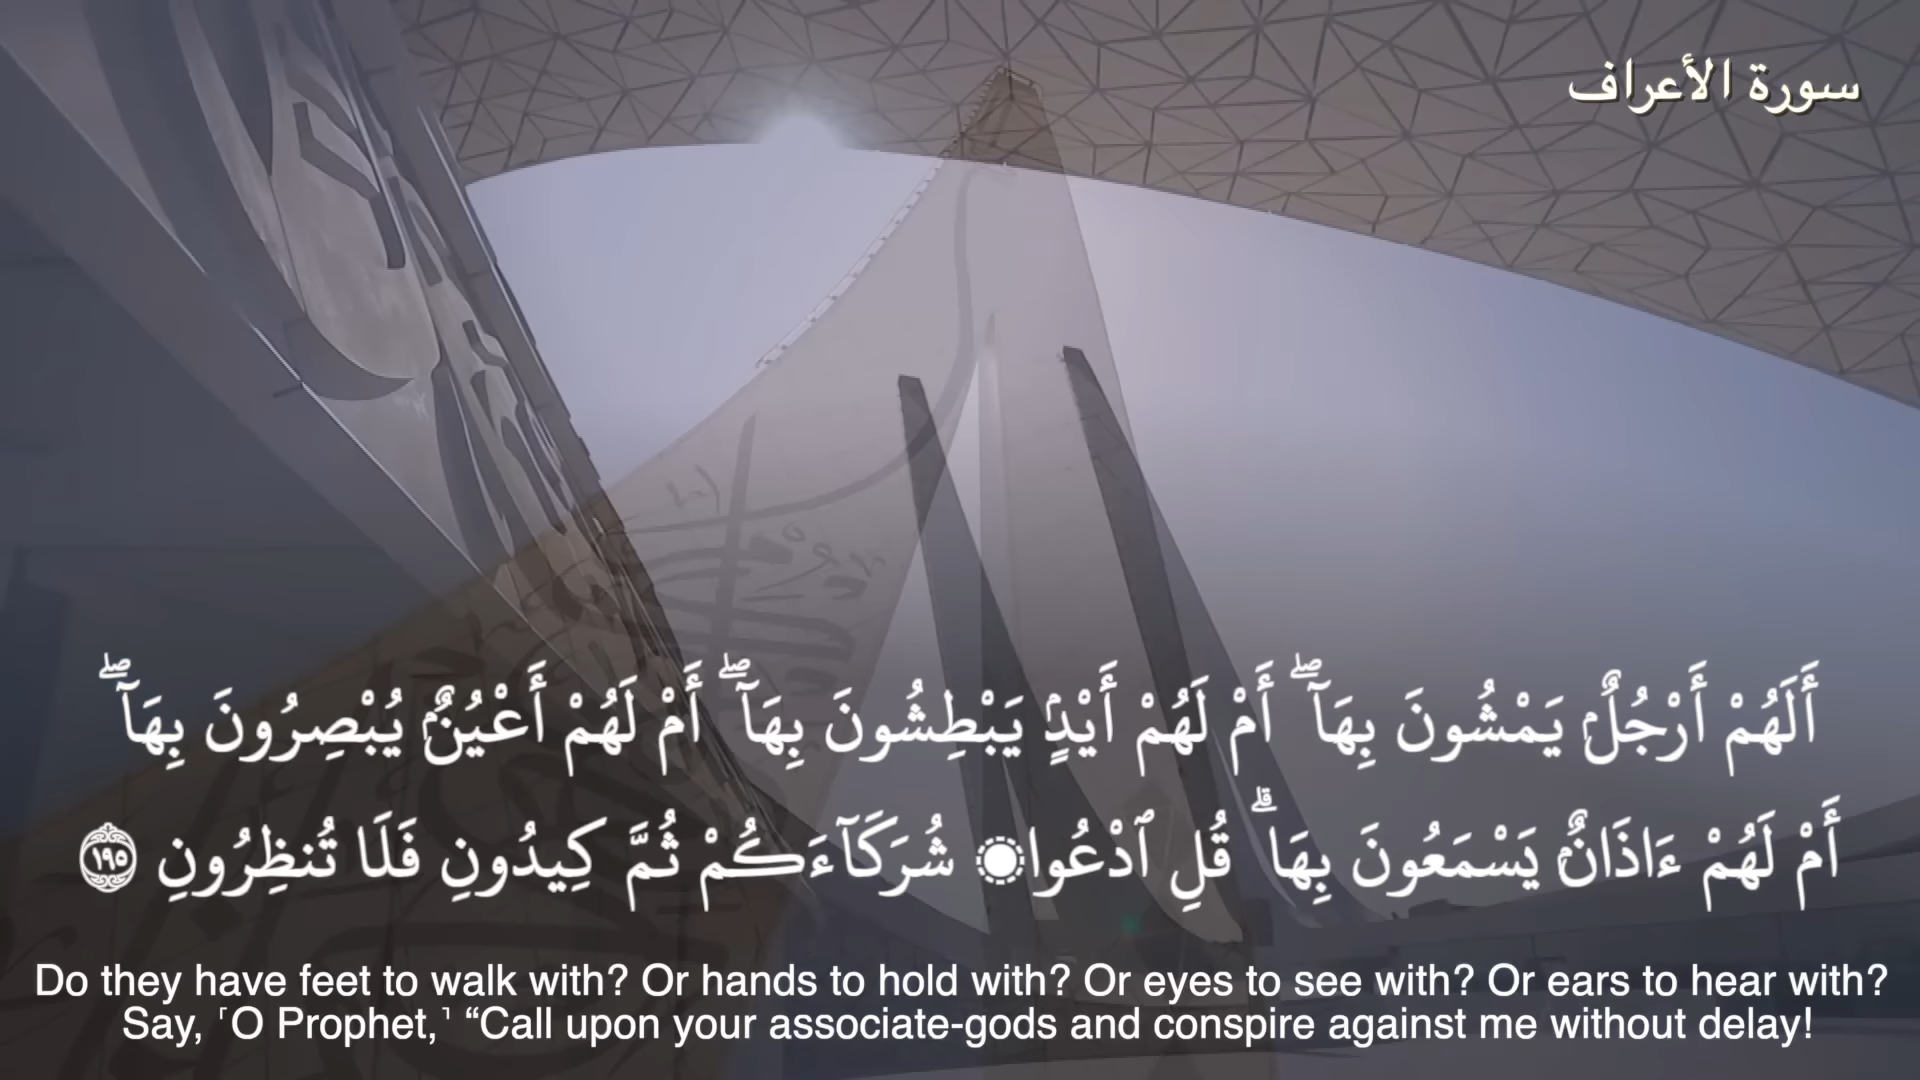 سورة الأعراف
أَلَهُمْ أَرْجُلٌۭ يَمْشُونَ بِهَآ ۖ أَمْ لَهُمْ أَيْدٍۢ يَبْطِشُونَ بِهَآ ۖ أَمْ لَهُمْ أَعْيُنٌۭ يُبْصِرُونَ بِهَآ ۖ
أَمْ لَهُمْ ءَاذَانٌۭ يَسْمَعُونَ بِهَا ۗ قُلِ ٱدْعُوا۟ شُرَكَآءَكُمْ ثُمَّ كِيدُونِ فَلَا تُنظِرُونِ ١٩٥
Do they have feet to walk with? Or hands to hold with? Or eyes to see with? Or ears to hear with?
Say, ˹O Prophet,˺ “Call upon your associate-gods and conspire against me without delay!